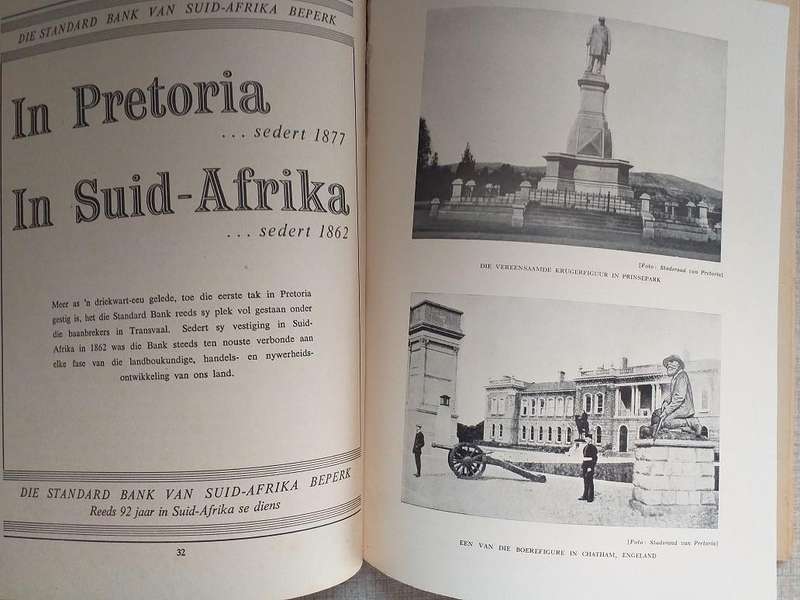 DIE STANDARD BANK VAN SUID-AFRIKA BEPERK
In Pretoria
... sedert 1877
In Suid-Afrika
... sedert 1862
Meer as 'n driekwart-eeu gelede, toe die eerste tak in Pretoria
gestig is, het die Standard Bank reeds sy plek vol gestaan onder
die baanbrekers in Transvaal. Sedert sy vestiging in Suid-
Afrika in 1862 was die Bank steeds ten nouste verbonde aan
elke fase van die landboukundige, handels- en nywerheids-
ontwikkeling van ons land.
DIE STANDARD BANK VAN SUID-AFRIKA BEPERK
Reeds 92 jaar in Suid-Afrika se diens
32
[Foto: Stadsraad van Pretoria]
DIE VEREENSAAMDE KRUGERFIGUUR IN PRINSEPARK
[Foto: Stadsraad van Pretoria]
EEN VAN DIE BOEREFIGURE IN CHATHAM, ENGELAND